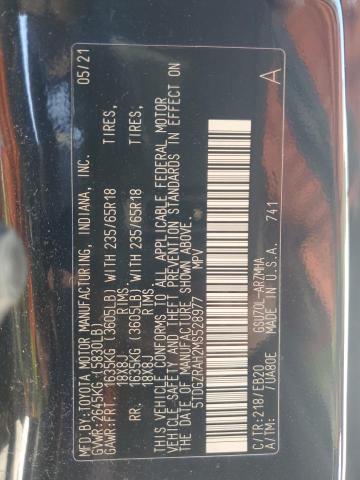 MFD.BY:TOYOTA MOTOR MANUFACTURING, INDIANA, INC. 05/21
GVWR:2645KG (5830LB)
GAWR:FRT. 1635KG (3605LB) WITH 235/65R18 TIRES,
18X8J RIMS
RR. 1635KG (3605LB) WITH 235/65R18 TIRES,
18X8J RIMS
THIS VEHICLE CONFORMS TO ALL APPLICABLE FEDERAL MOTOR
VEHICLE SAFETY AND THEFT PREVENTION STANDARDS IN EFFECT ON
THE DATE OF MANUFACTURE SHOWN ABOVE.
5TDGZRAH2MS528977 MPV
A
C/TR:218/EB20 GSU70L-ARZMHA
A/TM: /UA80E MADE IN U.S.A. 741